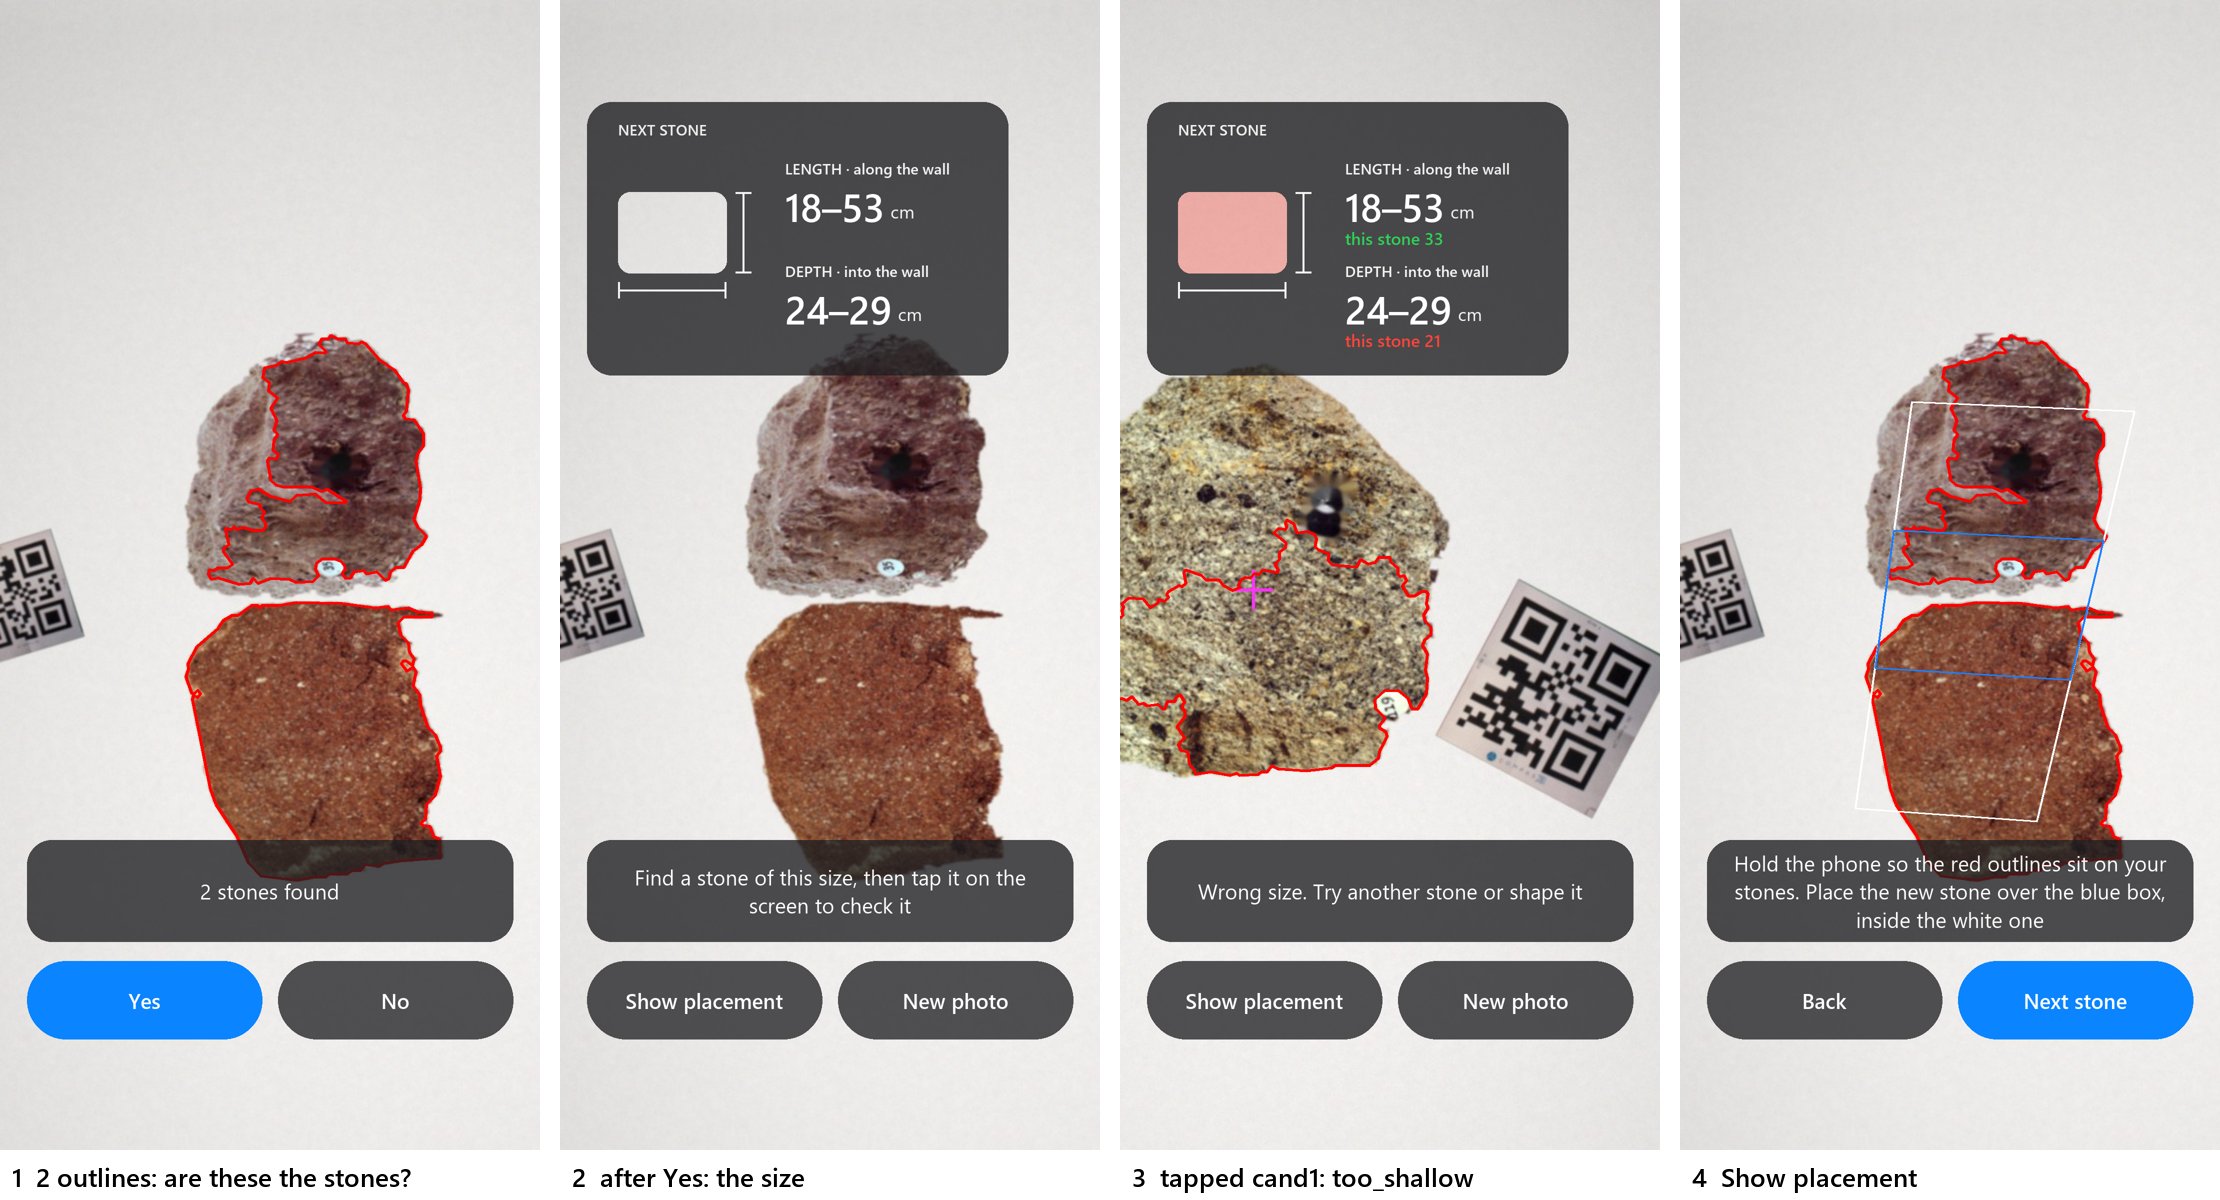 2 stones found
Yes
No
1 2 outlines: are these the stones?
NEXT STONE
LENGTH · along the wall
18–53 cm
DEPTH · into the wall
24–29 cm
Find a stone of this size, then tap it on the
screen to check it
Show placement
New photo
2 after Yes: the size
NEXT STONE
LENGTH · along the wall
18–53 cm
this stone 33
DEPTH · into the wall
24–29 cm
this stone 21
Wrong size. Try another stone or shape it
Show placement
New photo
3 tapped cand1: too_shallow
Hold the phone so the red outlines sit on your
stones. Place the new stone over the blue box,
inside the white one
Back
Next stone
4 Show placement